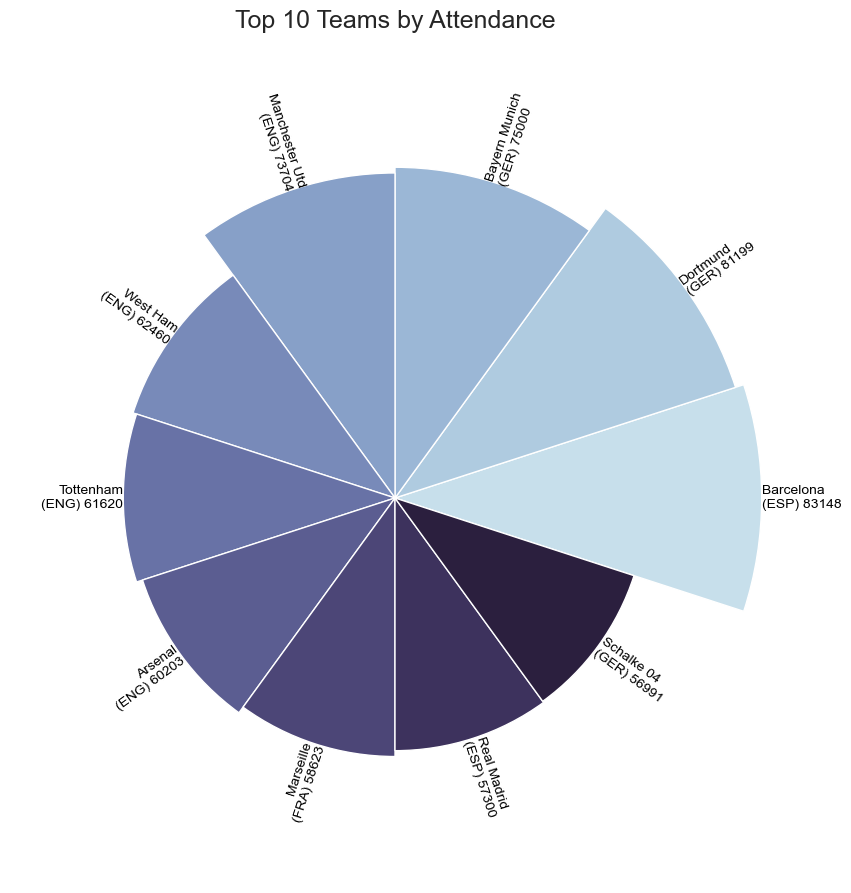 Top 10 Teams by Attendance
Manchester Utd
(ENG) 73704
Bayern Munich
(GER) 75000
Dortmund
(GER) 81199
West Ham
(ENG) 62460
Tottenham
(ENG) 61620
Barcelona
(ESP) 83148
Arsenal
(ENG) 60203
Schalke 04
(GER) 56991
Marseille
(FRA) 58623
Real Madrid
(ESP) 57300